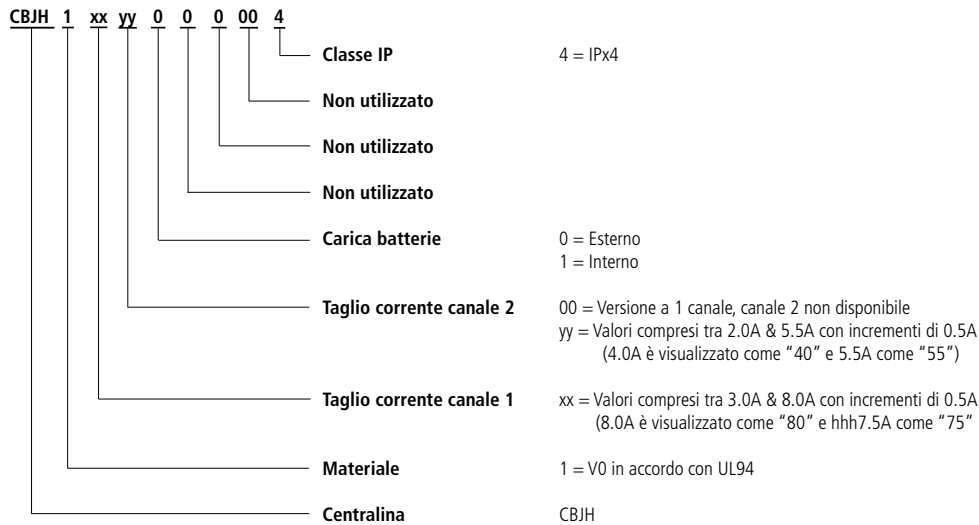 CBJH 1 xx yy 0 0 0 00 4
Classe IP 4 = IPx4
Non utilizzato
Non utilizzato
Non utilizzato
Carica batterie 0 = Esterno
1 = Interno
Taglio corrente canale 2 00 = Versione a 1 canale, canale 2 non disponibile
yy = Valori compresi tra 2.0A & 5.5A con incrementi di 0.5A
(4.0A è visualizzato come “40” e 5.5A come “55”)
Taglio corrente canale 1 xx = Valori compresi tra 3.0A & 8.0A con incrementi di 0.5A
(8.0A è visualizzato come “80” e hhh7.5A come “75”
Materiale 1 = V0 in accordo con UL94
Centralina CBJH